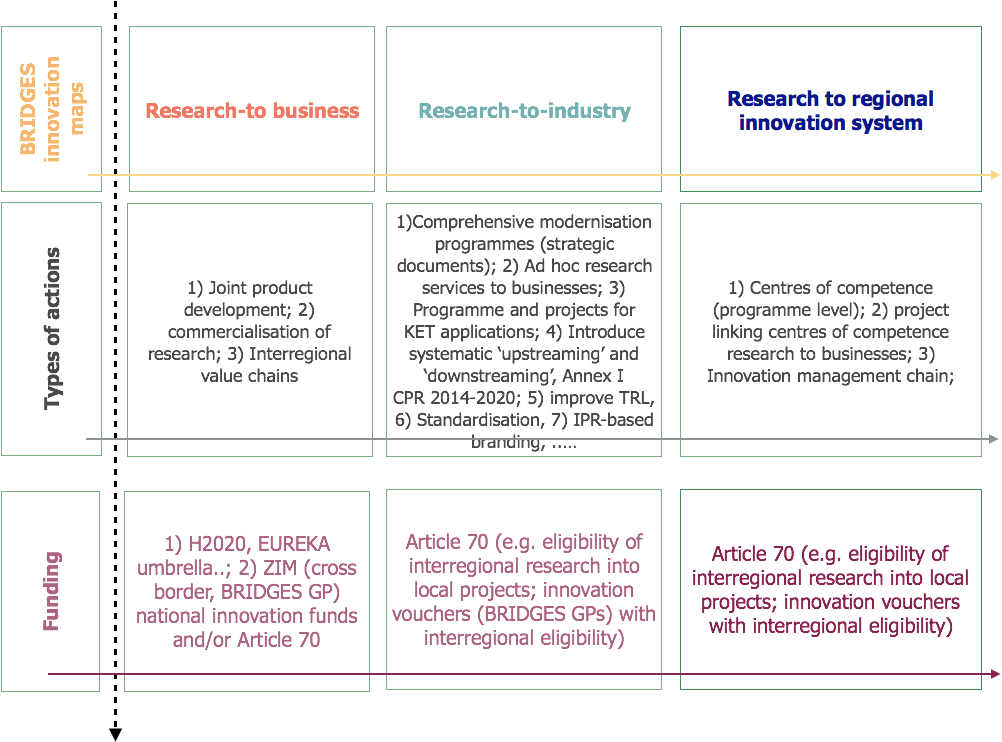 BRIDGES
innovation
maps
Research-to business
Research-to-industry
Research to regional
innovation system
Types of actions
1) Joint product
development; 2)
commercialisation of
research; 3) Interregional
value chains
1)Comprehensive modernisation
programmes (strategic
documents); 2) Ad hoc research
services to businesses; 3)
Programme and projects for
KET applications; 4) Introduce
systematic ‘upstreaming’ and
‘downstreaming’, Annex I
CPR 2014-2020; 5) improve TRL,
6) Standardisation, 7) IPR-based
branding, .....
1) Centres of competence
(programme level); 2) project
linking centres of competence
research to businesses; 3)
Innovation management chain;
Funding
1) H2020, EUREKA
umbrella..; 2) ZIM (cross
border, BRIDGES GP)
national innovation funds
and/or Article 70
Article 70 (e.g. eligibility of
interregional research into
local projects; innovation
vouchers (BRIDGES GPs) with
interregional eligibility)
Article 70 (e.g. eligibility of
interregional research into local
projects; innovation vouchers
with interregional eligibility)